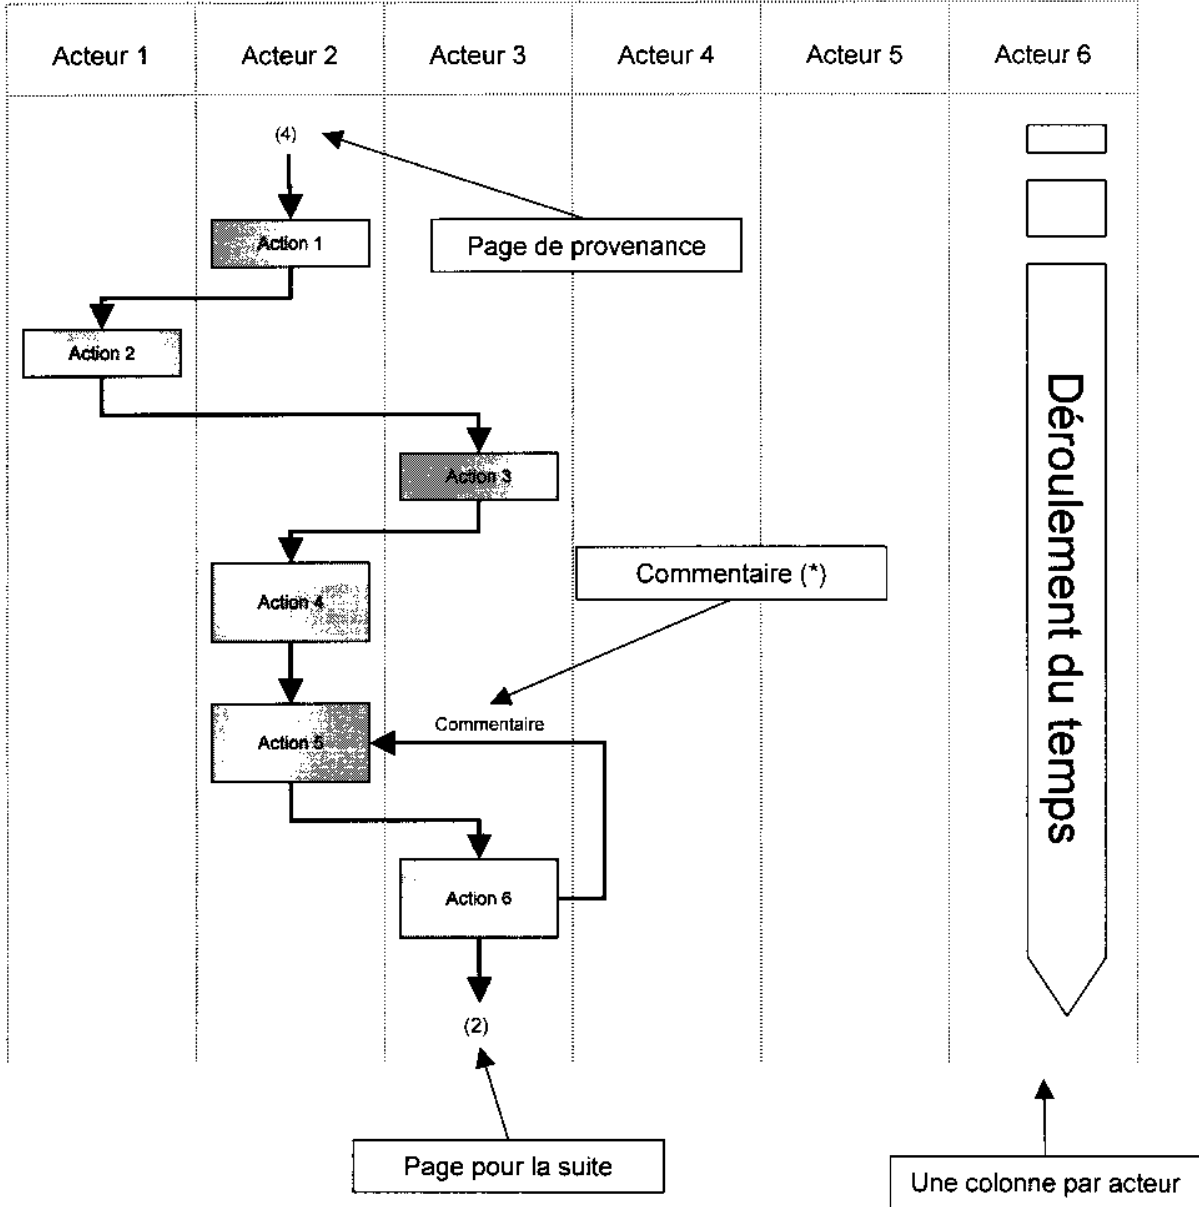 Acteur 1 Acteur 2 Acteur 3 Acteur 4 Acteur 5 Acteur 6
(4)
Action 1
Page de provenance
Action 2
Action 3
Commentaire (*)
Action 4
Commentaire
Action 5
Action 6
(2)
Déroulement du temps
Page pour la suite
Une colonne par acteur